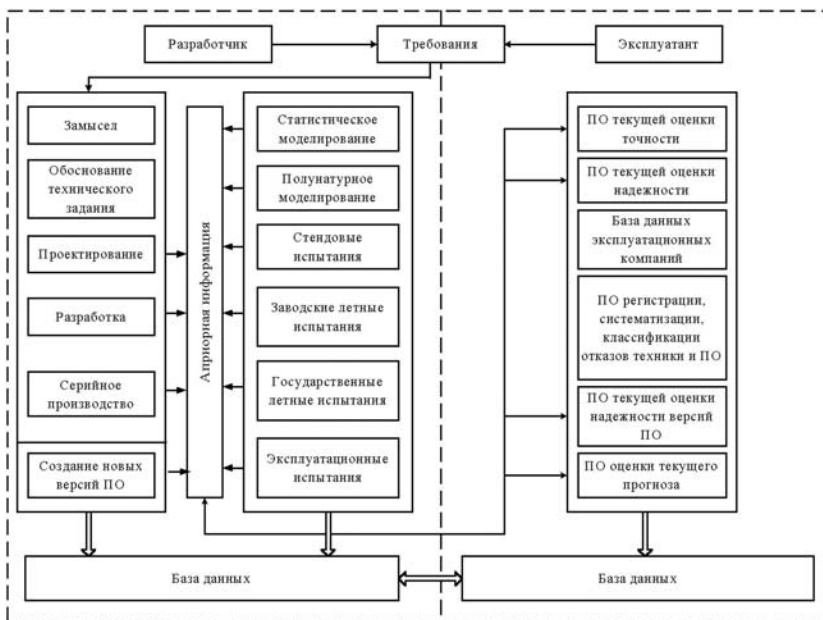 Разработчик
Требования
Эксплуатант
Замысел
Обоснование
технического
задания
Проектирование
Разработка
Серийное
производство
Создание новых
версий ПО
Априорная информация
Статистическое
моделирование
Полунатурное
моделирование
Стендовые
испытания
Заводские летные
испытания
Государственные
летные испытания
Эксплуатационные
испытания
ПО текущей оценки
точности
ПО текущей оценки
надежности
База данных
эксплуатационных
компаний
ПО регистрации,
систематизации,
классификации
отказов техники и ПО
ПО текущей оценки
надежности версий
ПО
ПО оценки текущего
прогноза
База данных
База данных